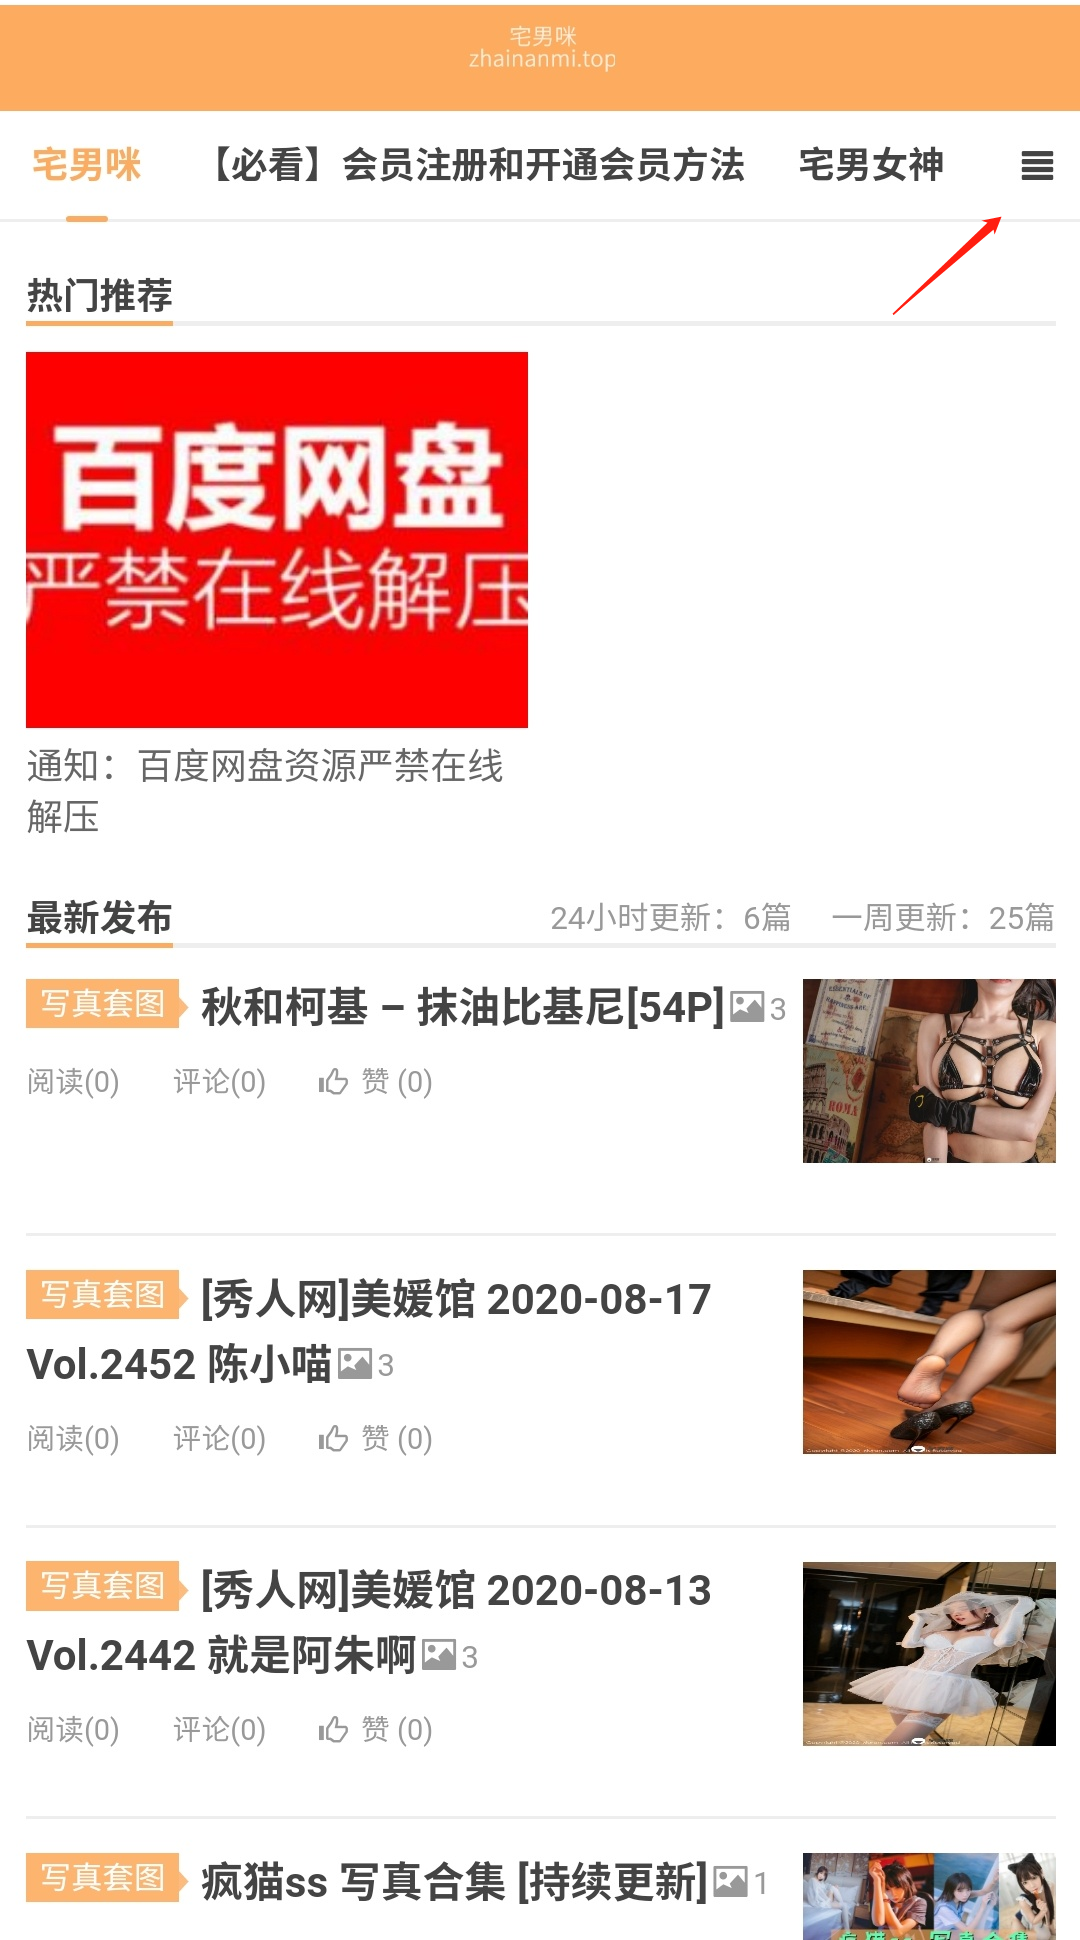 宅男咪
zhainanmi.top
宅男咪 【必看】会员注册和开通会员方法 宅男女神
热门推荐
百度网盘
严禁在线解压
通知：百度网盘资源严禁在线
解压
最新发布 24小时更新：6篇 一周更新：25篇
写真套图 秋和柯基 – 抹油比基尼[54P] 3
ESSENTIALS OF
HAPPINESS ARE
ROMA
阅读(0) 评论(0) 赞 (0)
写真套图 [秀人网]美媛馆 2020-08-17
Vol.2452 陈小喵 3
阅读(0) 评论(0) 赞 (0)
写真套图 [秀人网]美媛馆 2020-08-13
Vol.2442 就是阿朱啊 3
阅读(0) 评论(0) 赞 (0)
写真套图 疯猫ss 写真合集 [持续更新] 1